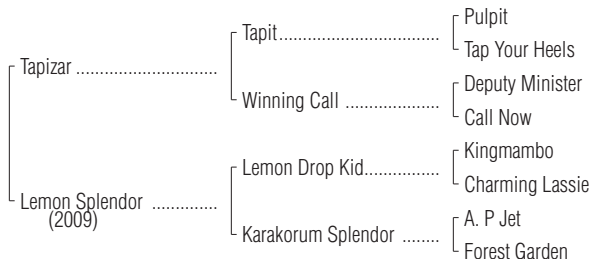 Pulpit
Tapit..............................
Tap Your Heels
Tapizar ..........................
Deputy Minister
Winning Call .................
Call Now
Kingmambo
Lemon Drop Kid..............
Charming Lassie
Lemon Splendor ............
(2009)
A. P Jet
Karakorum Splendor .......
Forest Garden